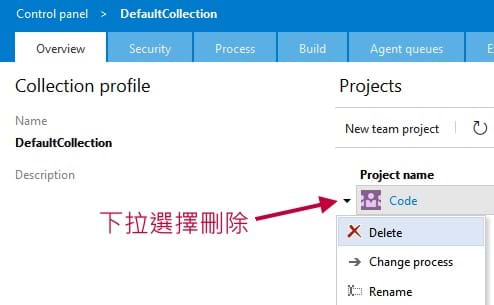 Control panel > DefaultCollection
Overview Security Process Build Agent queues
Collection profile
Name
DefaultCollection
Description
Projects
New team project
Project name
Code
下拉選擇刪除
Delete
Change process
Rename